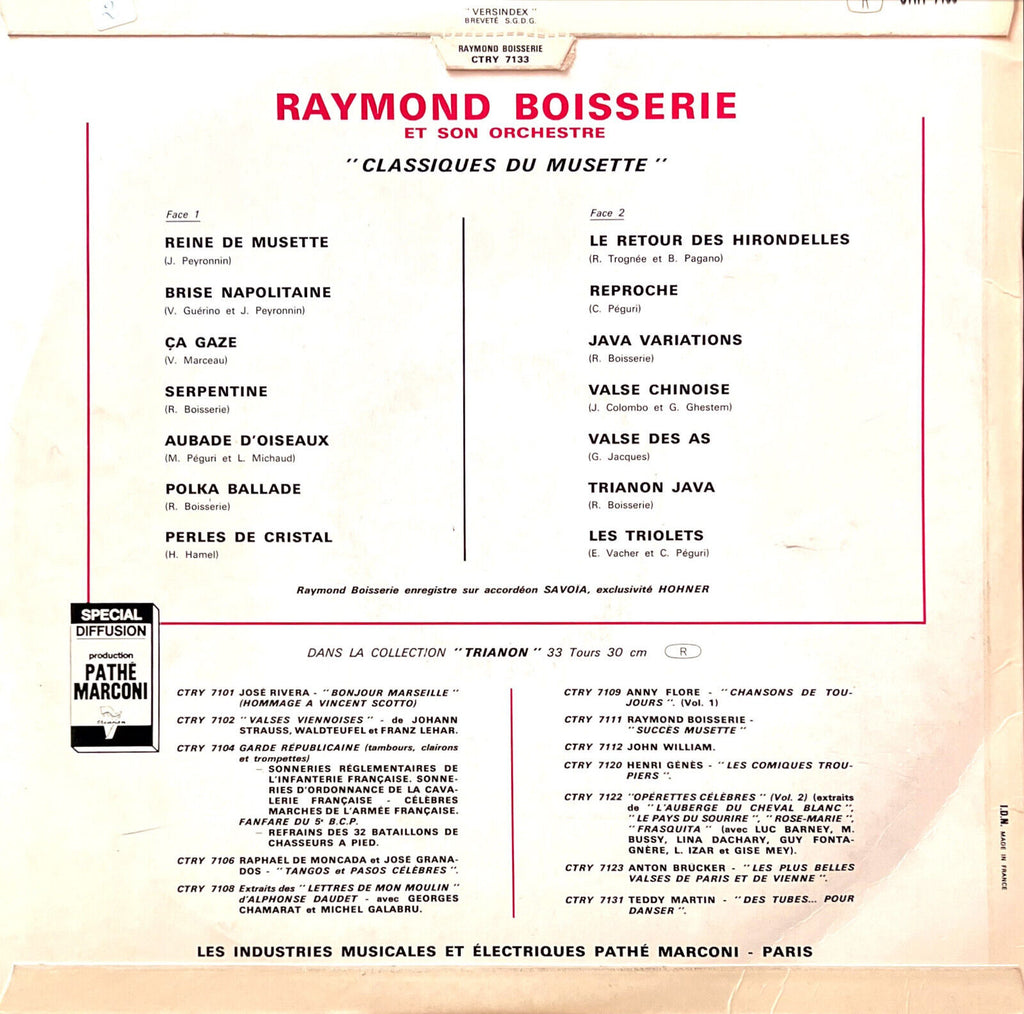 " VERSINDEX "
BREVETÉ S.G.D.G.
R
RAYMOND BOISSERIE
CTRY 7133
RAYMOND BOISSERIE
ET SON ORCHESTRE
"CLASSIQUES DU MUSETTE"
Face 1
REINE DE MUSETTE
(J. Peyronnin)
BRISE NAPOLITAINE
(V. Guérino et J. Peyronnin)
ÇA GAZE
(V. Marceau)
SERPENTINE
(R. Boisserie)
AUBADE D'OISEAUX
(M. Péguri et L. Michaud)
POLKA BALLADE
(R. Boisserie)
PERLES DE CRISTAL
(H. Hamel)
Face 2
LE RETOUR DES HIRONDELLES
(R. Trognée et B. Pagano)
REPROCHE
(C. Péguri)
JAVA VARIATIONS
(R. Boisserie)
VALSE CHINOISE
(J. Colombo et G. Ghestem)
VALSE DES AS
(G. Jacques)
TRIANON JAVA
(R. Boisserie)
LES TRIOLETS
(E. Vacher et C. Péguri)
Raymond Boisserie enregistre sur accordéon SAVOIA, exclusivité HOHNER
SPECIAL
DIFFUSION
production
PATHÉ
MARCONI
DANS LA COLLECTION "TRIANON" 33 Tours 30 cm R
CTRY 7101 JOSÉ RIVERA - "BONJOUR MARSEILLE"
(HOMMAGE A VINCENT SCOTTO)
CTRY 7102 "VALSES VIENNOISES" - de JOHANN
STRAUSS, WALDTEUFEL et FRANZ LEHAR.
CTRY 7104 GARDE RÉPUBLICAINE (tambours, clairons
et trompettes)
— SONNERIES RÉGLEMENTAIRES DE
L'INFANTERIE FRANÇAISE. SONNE-
RIES D'ORDONNANCE DE LA CAVA-
LERIE FRANÇAISE - CÉLÈBRES
MARCHES DE L'ARMÉE FRANÇAISE.
FANFARE DU 5e B.C.P.
— REFRAINS DES 32 BATAILLONS DE
CHASSEURS A PIED.
CTRY 7106 RAPHAËL DE MONCADA et JOSÉ GRANA-
DOS - "TANGOS et PASOS CÉLÈBRES".
CTRY 7108 Extraits des "LETTRES DE MON MOULIN"
d'ALPHONSE DAUDET - avec GEORGES
CHAMARAT et MICHEL GALABRU.
CTRY 7109 ANNY FLORE - "CHANSONS DE TOU-
JOURS". (Vol. 1)
CTRY 7111 RAYMOND BOISSERIE -
"SUCCÈS MUSETTE"
CTRY 7112 JOHN WILLIAM.
CTRY 7120 HENRI GÉNÈS - "LES COMIQUES TROU-
PIERS".
CTRY 7122 "OPÉRETTES CÉLÈBRES" (Vol. 2) (extraits
de "L'AUBERGE DU CHEVAL BLANC",
"LE PAYS DU SOURIRE", "ROSE-MARIE",
"FRASQUITA" (avec LUC BARNEY, M.
BUSSY, LINA DACHARY, GUY FONTA-
GNÈRE, L. IZAR et GISE MEY).
CTRY 7123 ANTON BRÜCKER - "LES PLUS BELLES
VALSES DE PARIS ET DE VIENNE".
CTRY 7131 TEDDY MARTIN - "DES TUBES... POUR
DANSER".
I.D.N. MADE IN FRANCE
LES INDUSTRIES MUSICALES ET ÉLECTRIQUES PATHÉ MARCONI - PARIS